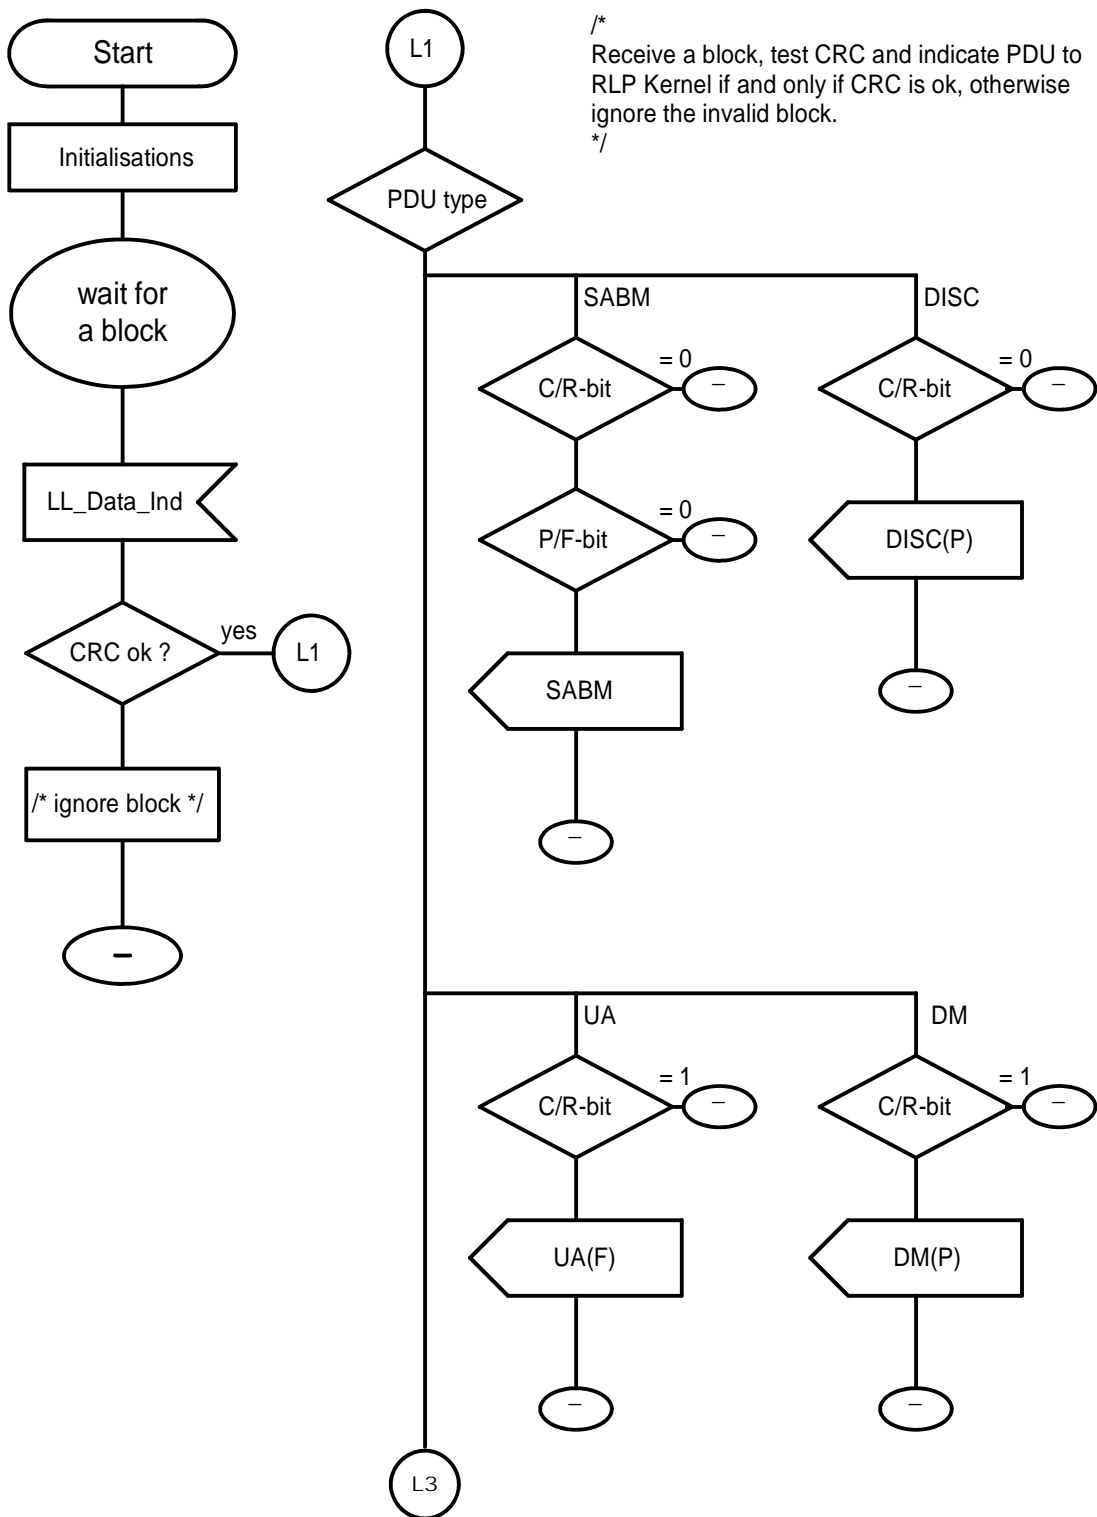 Start
Initialisations
wait for
a block
LL_Data_Ind
CRC ok ?
yes
L1
/* ignore block */
–
L1
/*
Receive a block, test CRC and indicate PDU to
RLP Kernel if and only if CRC is ok, otherwise
ignore the invalid block.
*/
PDU type
SABM
C/R-bit
= 0
–
P/F-bit
= 0
–
SABM
–
DISC
C/R-bit
= 0
–
DISC(P)
–
UA
C/R-bit
= 1
–
UA(F)
–
DM
C/R-bit
= 1
–
DM(P)
–
L3